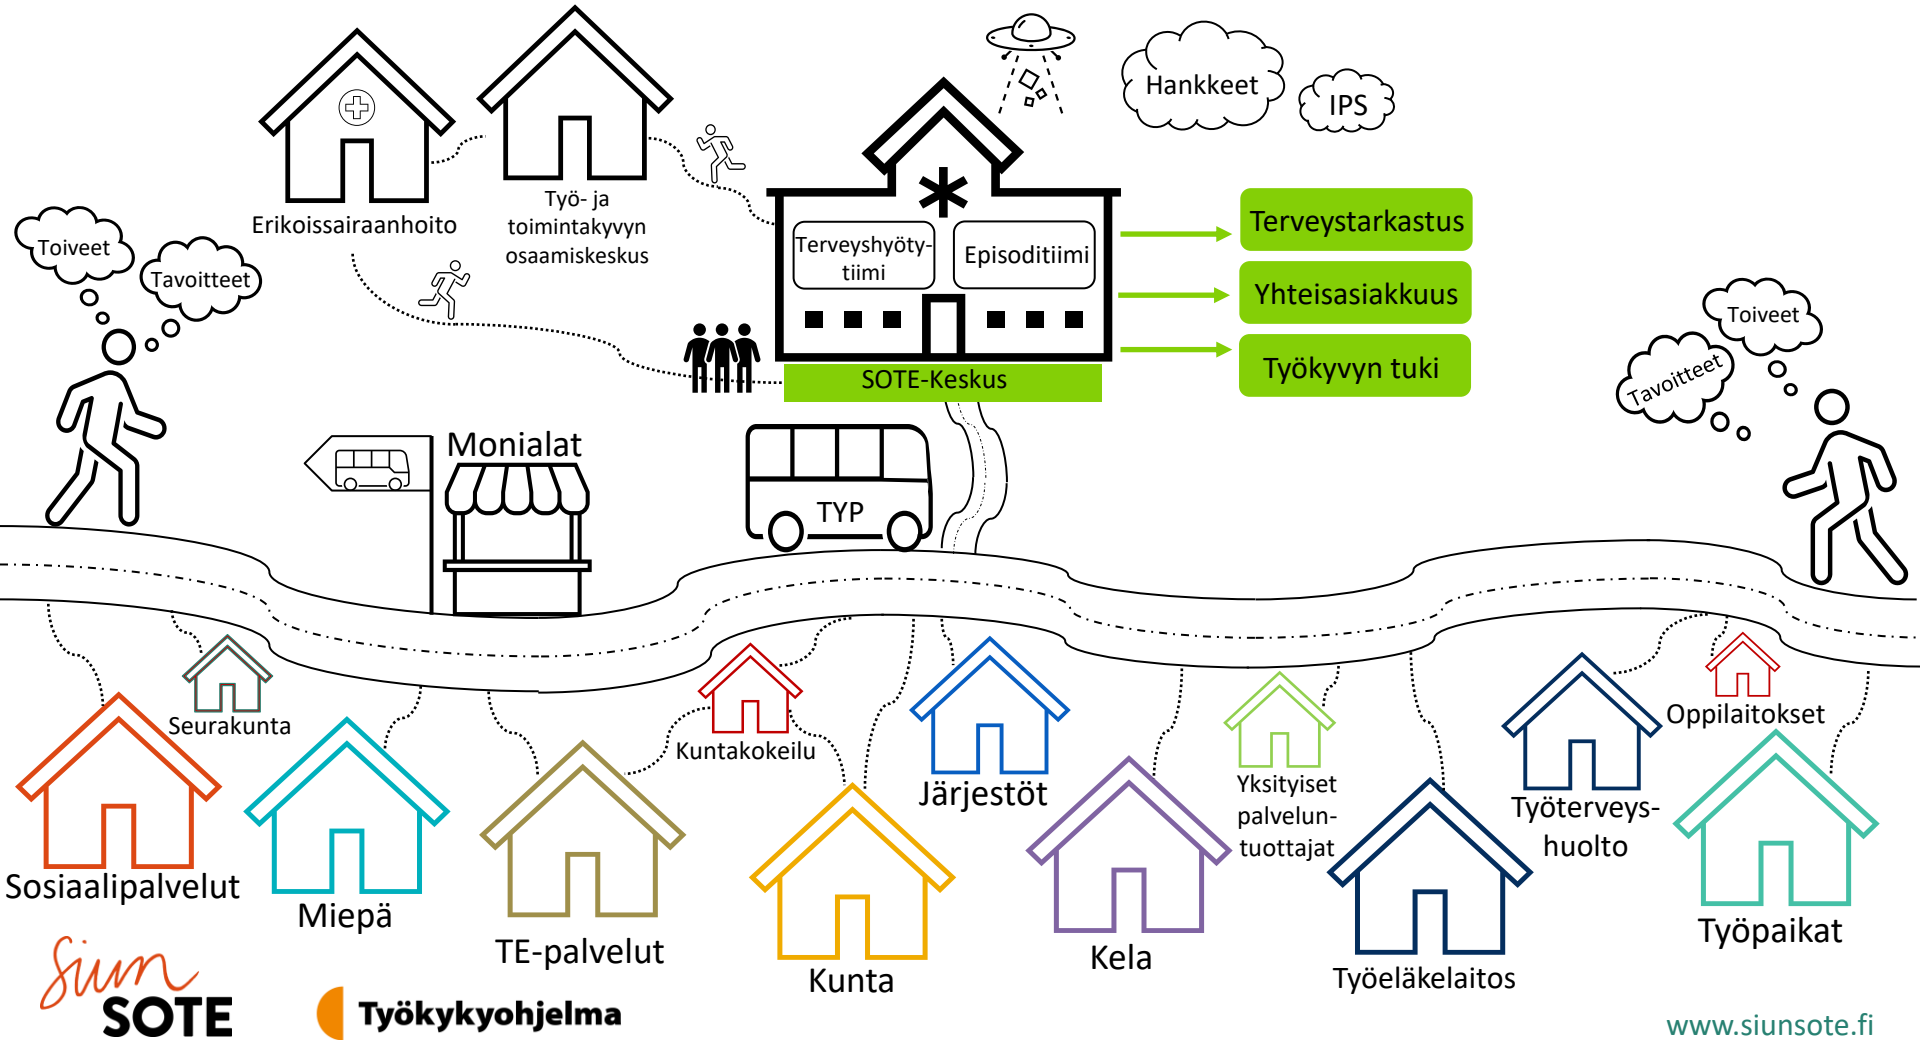 Hankkeet
IPS
Erikoissairaanhoito
Työ- ja
toimintakyvyn
osaamiskeskus
Toiveet
Tavoitteet
Terveyshyöty-
tiimi
Episoditiimi
SOTE-Keskus
Terveystarkastus
Yhteisasiakkuus
Työkyvyn tuki
Toiveet
Tavoitteet
Monialat
TYP
Seurakunta
Kuntakokeilu
Järjestöt
Yksityiset
palvelun-
tuottajat
Työterveys-
huolto
Oppilaitokset
Sosiaalipalvelut
Miepä
TE-palvelut
Kunta
Kela
Työeläkelaitos
Työpaikat
Siun
SOTE
Työkykyohjelma
www.siunsote.fi